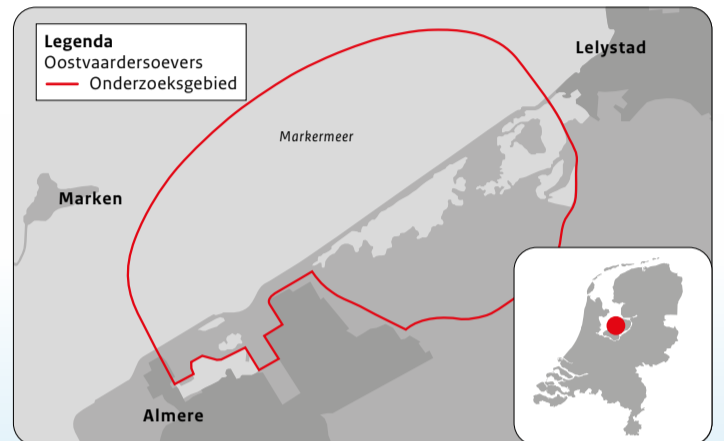 Legenda
Oostvaardersoevers
Onderzoeksgebied
Lelystad
Markermeer
Marken
Almere